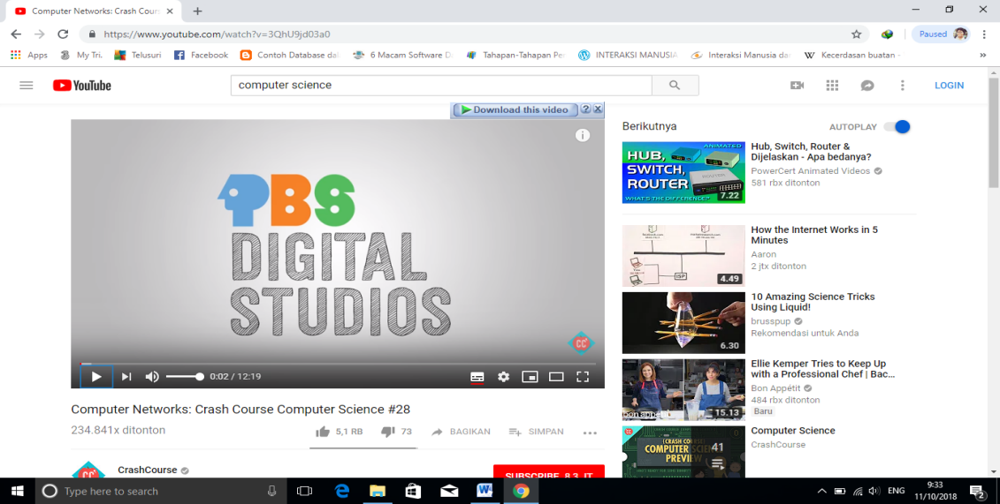 Computer Networks: Crash Cours
https://www.youtube.com/watch?v=3QhU9jd03a0
Paused
Apps My Tri. Telusuri Facebook Contoh Database dal 6 Macam Software D Tahapan-Tahapan Per INTERAKSI MANUSIA Interaksi Manusia dan Kecerdasan buatan - »
YouTube
computer science
LOGIN
Download this video
PBS
DIGITAL
STUDIOS
CC
0:02 / 12:19
Computer Networks: Crash Course Computer Science #28
234.841x ditonton
5,1 RB 73 BAGIKAN SIMPAN
CrashCourse
SUBSCRIBE 8,3 JT
Berikutnya
AUTOPLAY
ANIMATED
HUB,
SWITCH,
ROUTER
WHAT'S THE DIFFERENCE?
7.22
Hub, Switch, Router &
Dijelaskan - Apa bedanya?
PowerCert Animated Videos
581 rbx ditonton
ISP
4.49
How the Internet Works in 5
Minutes
Aaron
2 jtx ditonton
6.30
10 Amazing Science Tricks
Using Liquid!
brusspup
Rekomendasi untuk Anda
bon appétit
15.13
Ellie Kemper Tries to Keep Up
with a Professional Chef | Bac...
Bon Appétit
484 rbx ditonton
Baru
CRASH COURSE
COMPUTER SCIENCE
PREVIEW
41
Computer Science
CrashCourse
Type here to search
ENG
9:33
11/10/2018
2